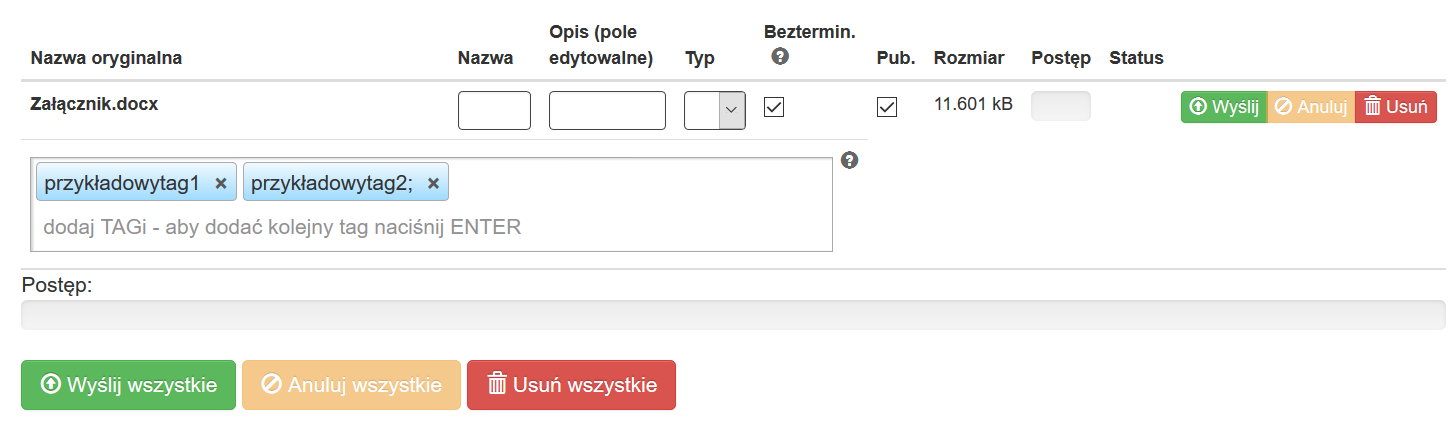 Nazwa oryginalna Nazwa Opis (pole edytowalne) Typ Beztermin. Pub. Rozmiar Postęp Status
Załącznik.docx 11.601 kB Wyślij Anuluj Usuń
przykładowytag1 × przykładowytag2; ×
dodaj TAGi - aby dodać kolejny tag naciśnij ENTER
Postęp:
Wyślij wszystkie Anuluj wszystkie Usuń wszystkie